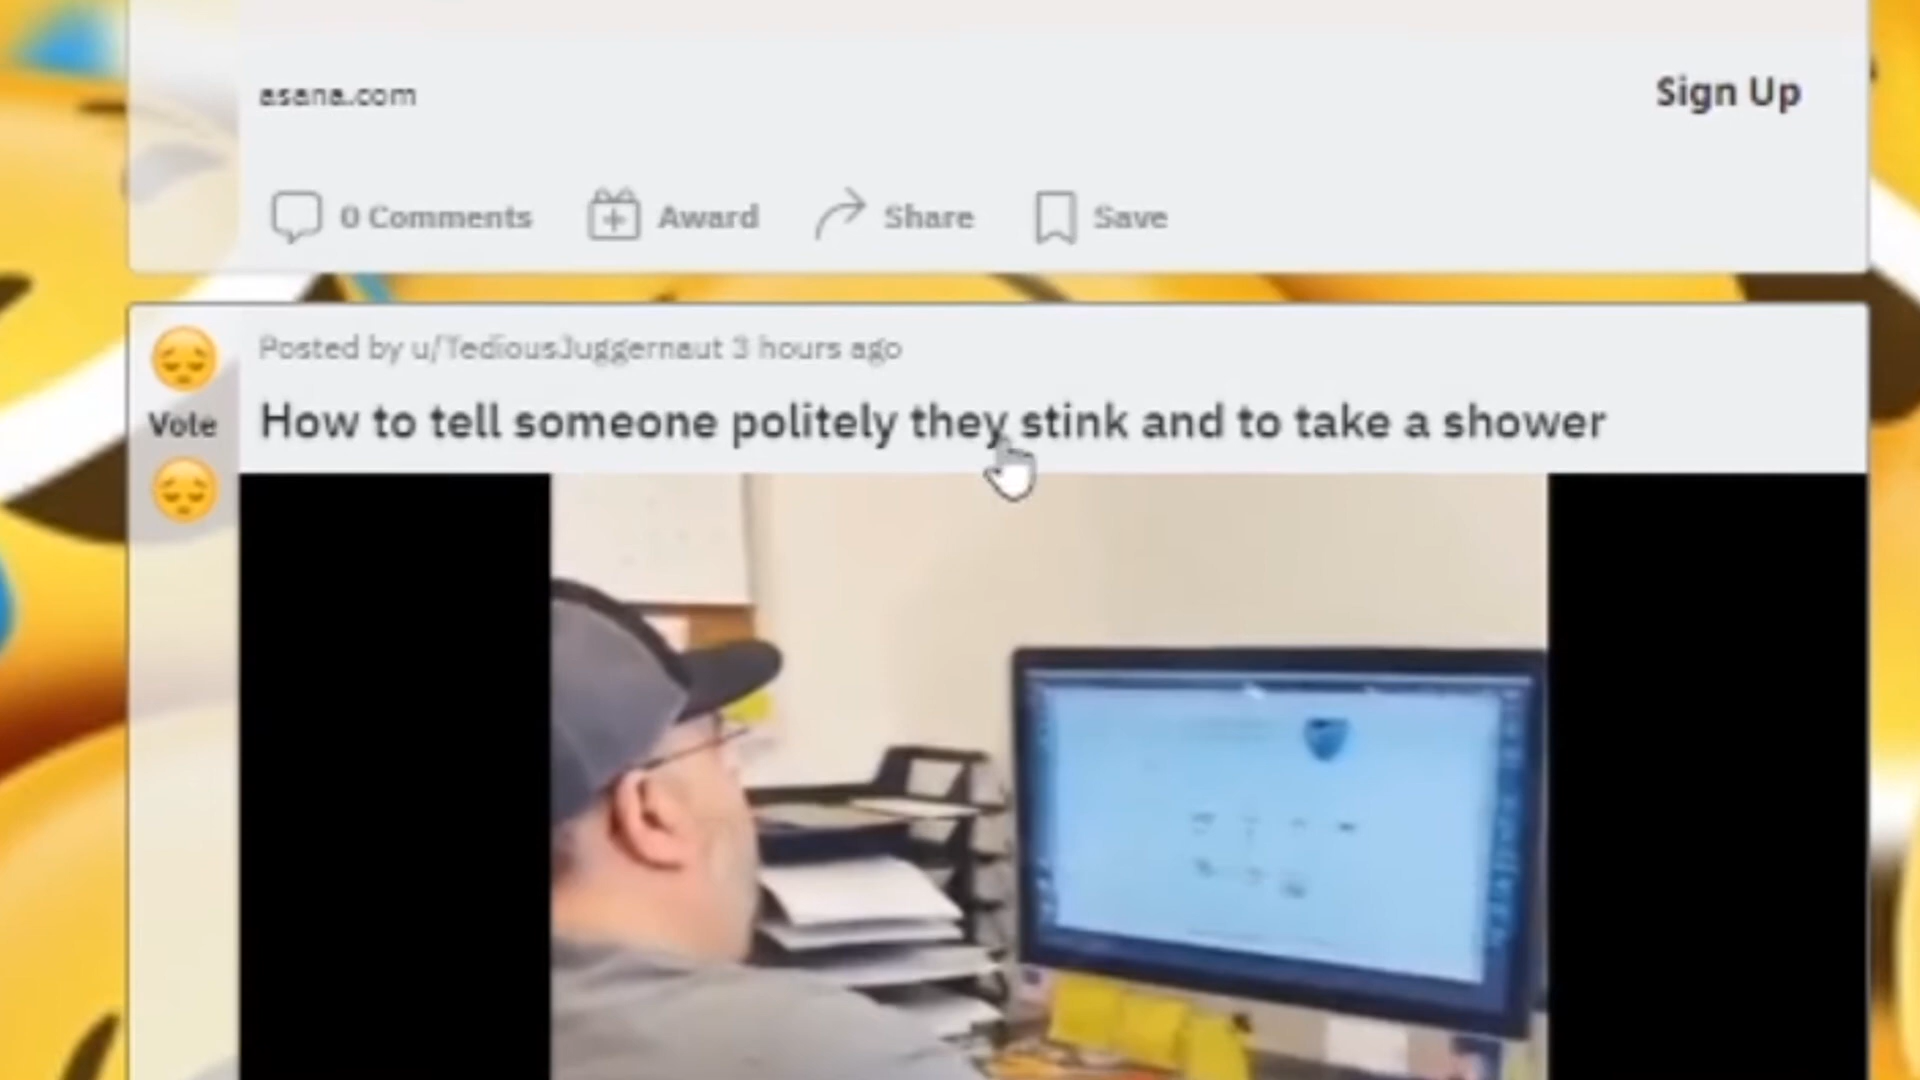 asana.com
Sign Up
0 Comments Award Share Save
Posted by u/TediousJuggernaut 3 hours ago
Vote
How to tell someone politely they stink and to take a shower